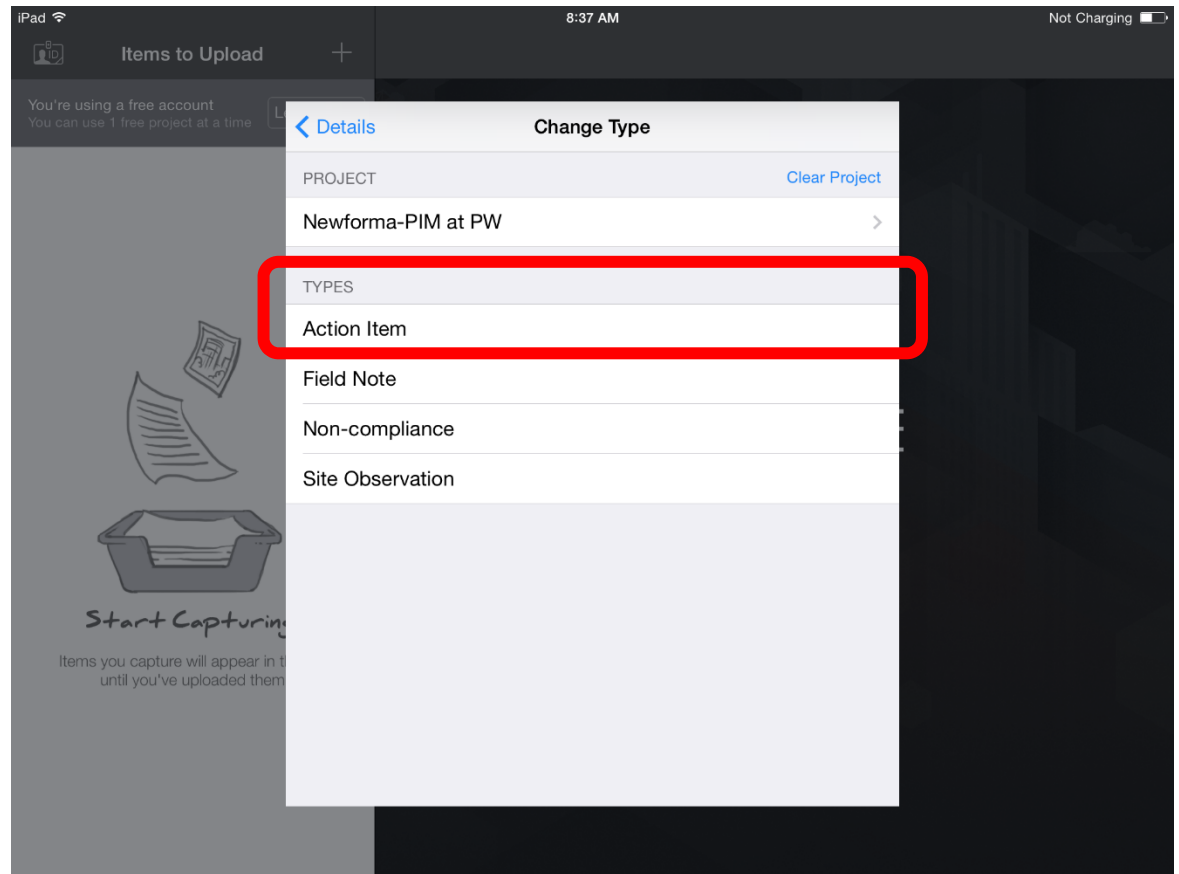 iPad 8:37 AM Not Charging
ID Items to Upload +
You're using a free account
You can use 1 free project at a time
Details Change Type
PROJECT Clear Project
Newforma-PIM at PW
TYPES
Action Item
Field Note
Non-compliance
Site Observation
Start Capturing
Items you capture will appear in
until you've uploaded them